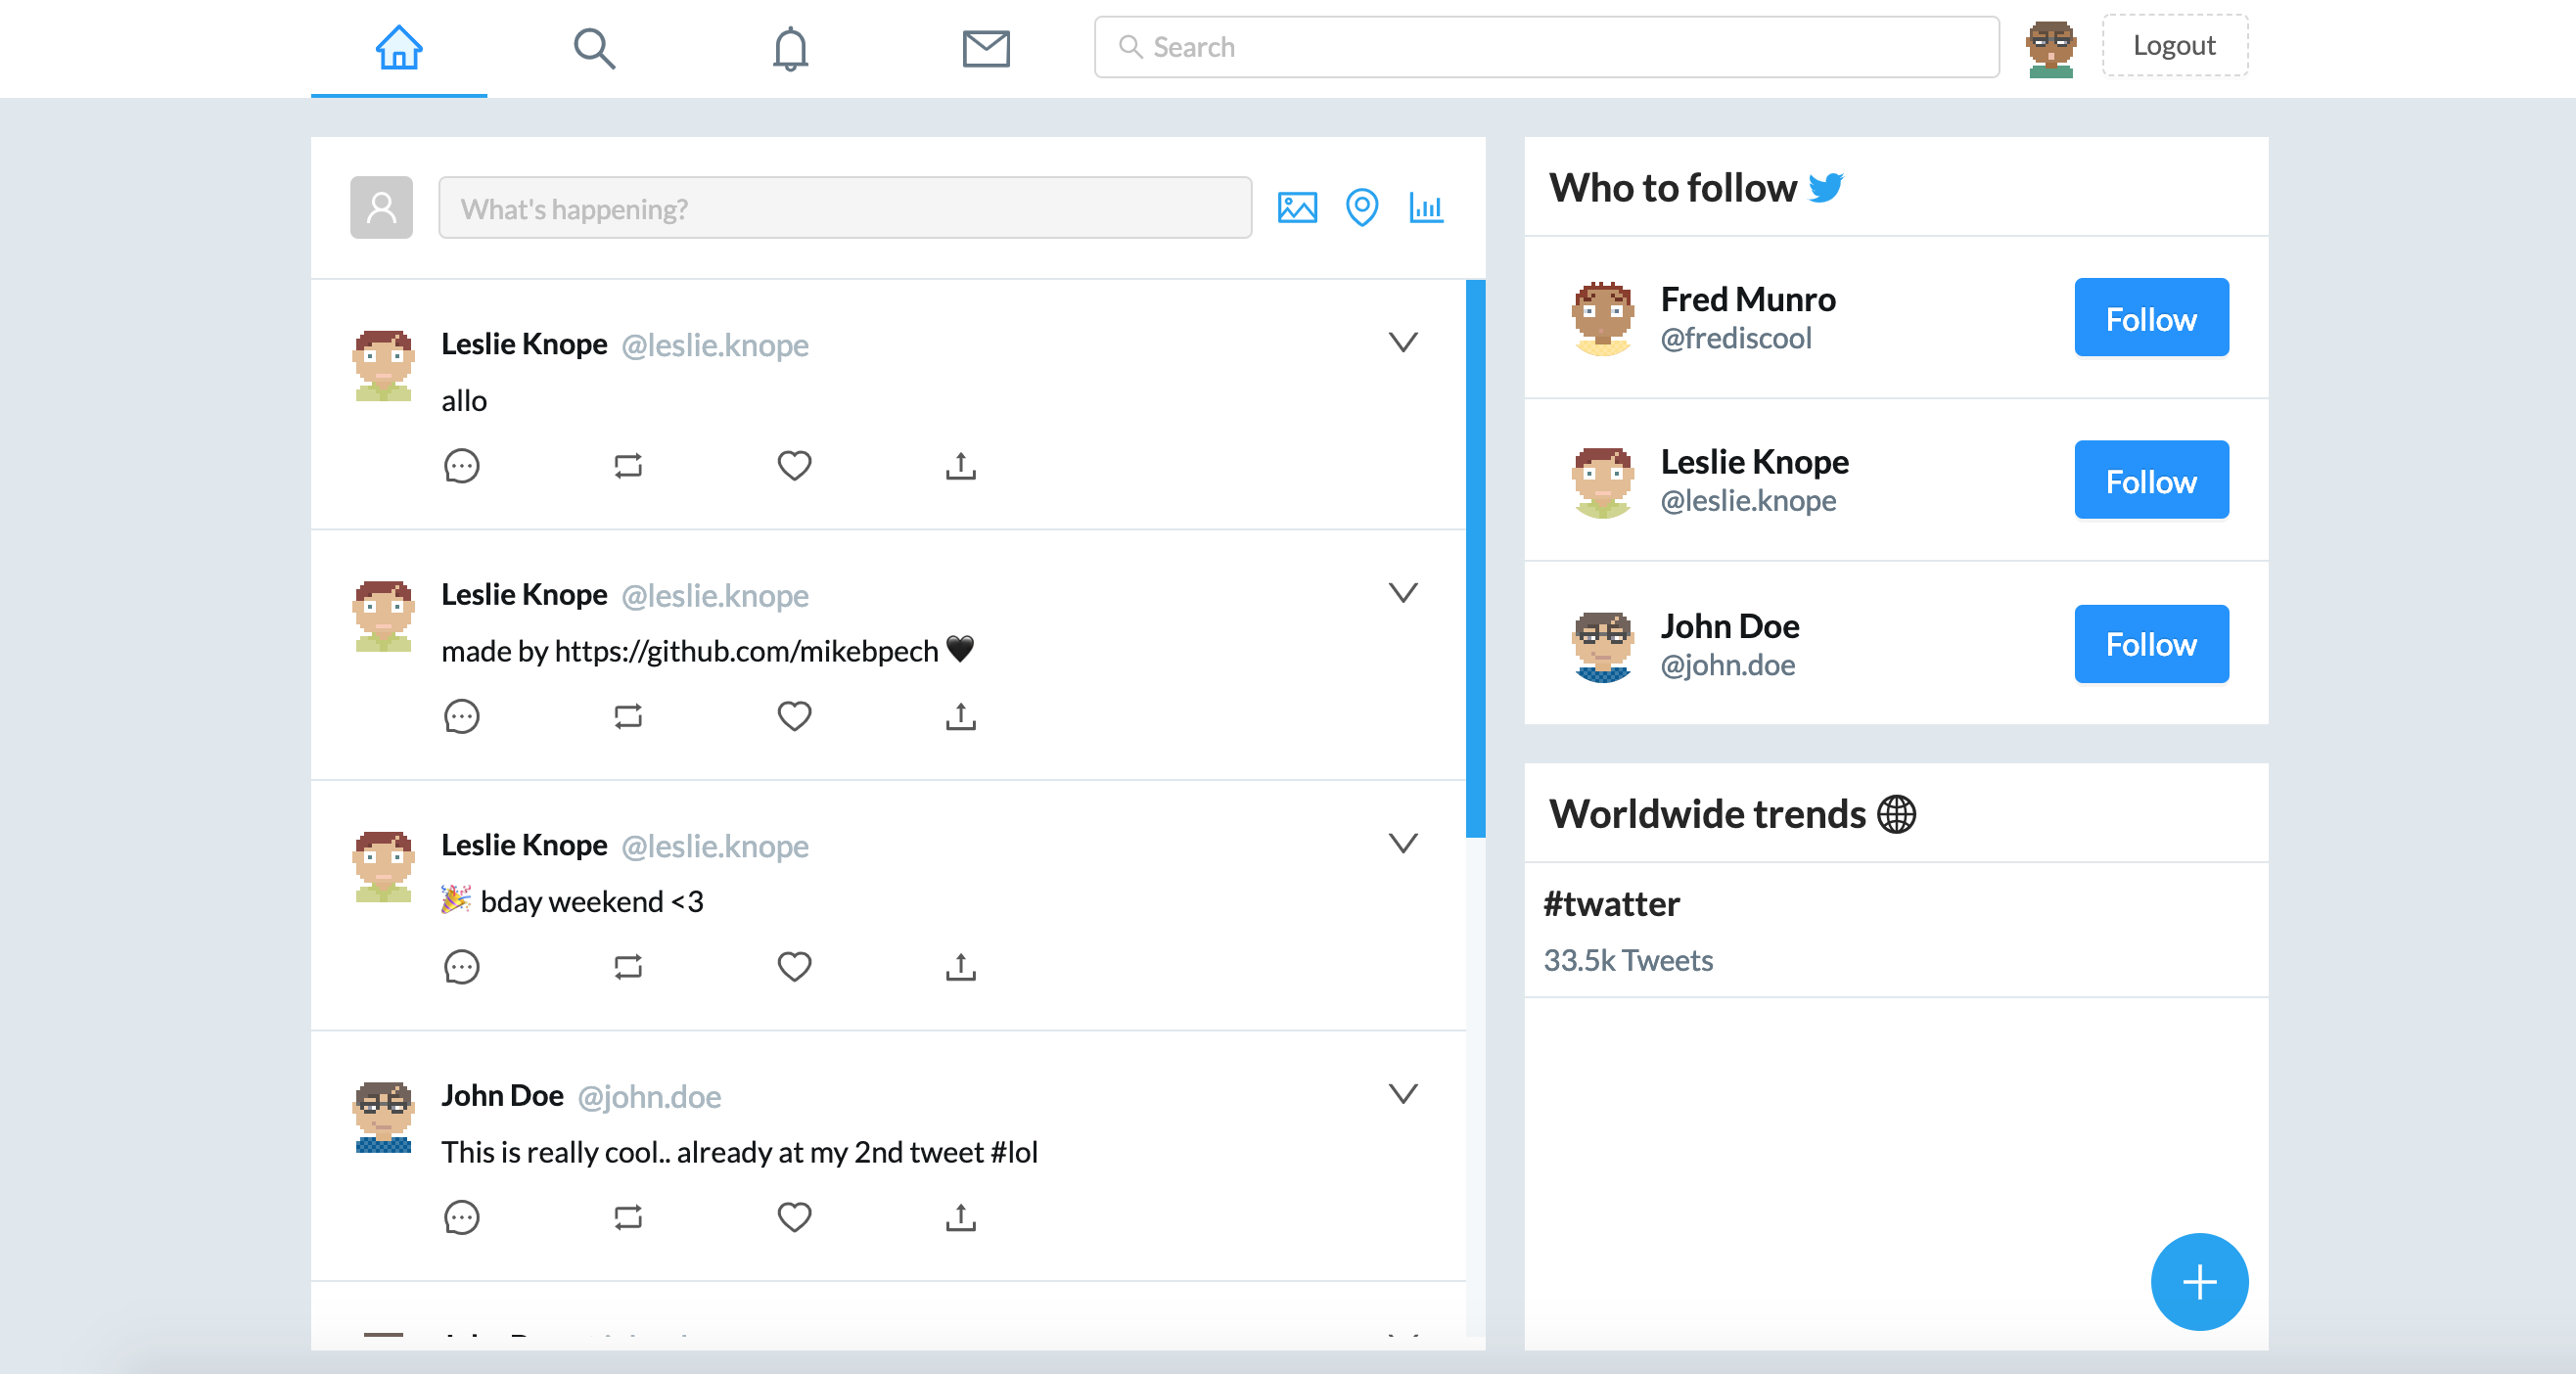 Search
Logout
What's happening?
Leslie Knope @leslie.knope
allo
Leslie Knope @leslie.knope
made by https://github.com/mikebpech 🖤
Leslie Knope @leslie.knope
🎉 bday weekend <3
John Doe @john.doe
This is really cool.. already at my 2nd tweet #lol
Who to follow
Fred Munro
@frediscool
Follow
Leslie Knope
@leslie.knope
Follow
John Doe
@john.doe
Follow
Worldwide trends
#twatter
33.5k Tweets